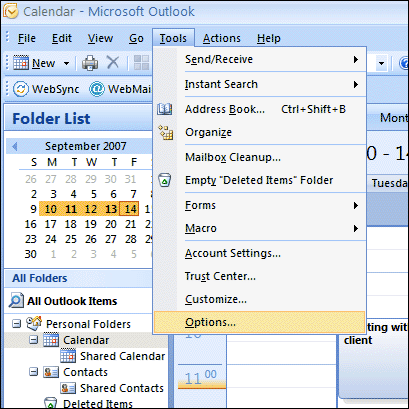 Calendar - Microsoft Outlook
File Edit View Go Tools Actions Help
New
WebSync WebMai
Send/Receive
Instant Search
Address Book... Ctrl+Shift+B
Organize
Mailbox Cleanup...
Empty "Deleted Items" Folder
Forms
Macro
Account Settings...
Trust Center...
Customize...
Options...
Folder List
September 2007
S M T W T F S
26 27 28 29 30 31 1
2 3 4 5 6 7 8
9 10 11 12 13 14 15
16 17 18 19 20 21 22
23 24 25 26 27 28 29
30 1 2 3 4 5 6
All Folders
All Outlook Items
Personal Folders
Calendar
Shared Calendar
Contacts
Shared Contacts
Deleted Items
Mont
0 - 14
Tuesda
10
11 00
ting with
client